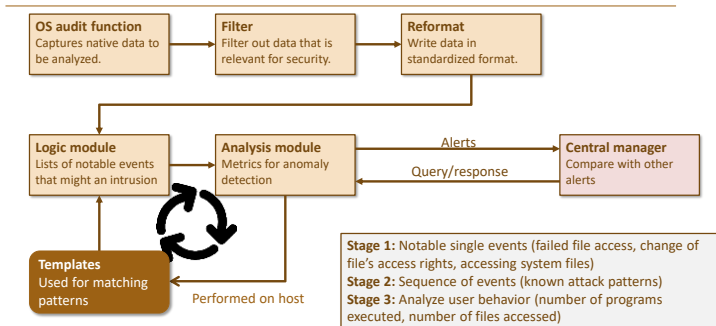 OS audit function
Captures native data to
be analyzed.
Filter
Filter out data that is
relevant for security.
Reformat
Write data in
standardized format.
Logic module
Lists of notable events
that might an intrusion
Analysis module
Metrics for anomaly
detection
Alerts
Query/response
Central manager
Compare with other
alerts
Templates
Used for matching
patterns
Performed on host
Stage 1: Notable single events (failed file access, change of
file's access rights, accessing system files)
Stage 2: Sequence of events (known attack patterns)
Stage 3: Analyze user behavior (number of programs
executed, number of files accessed)